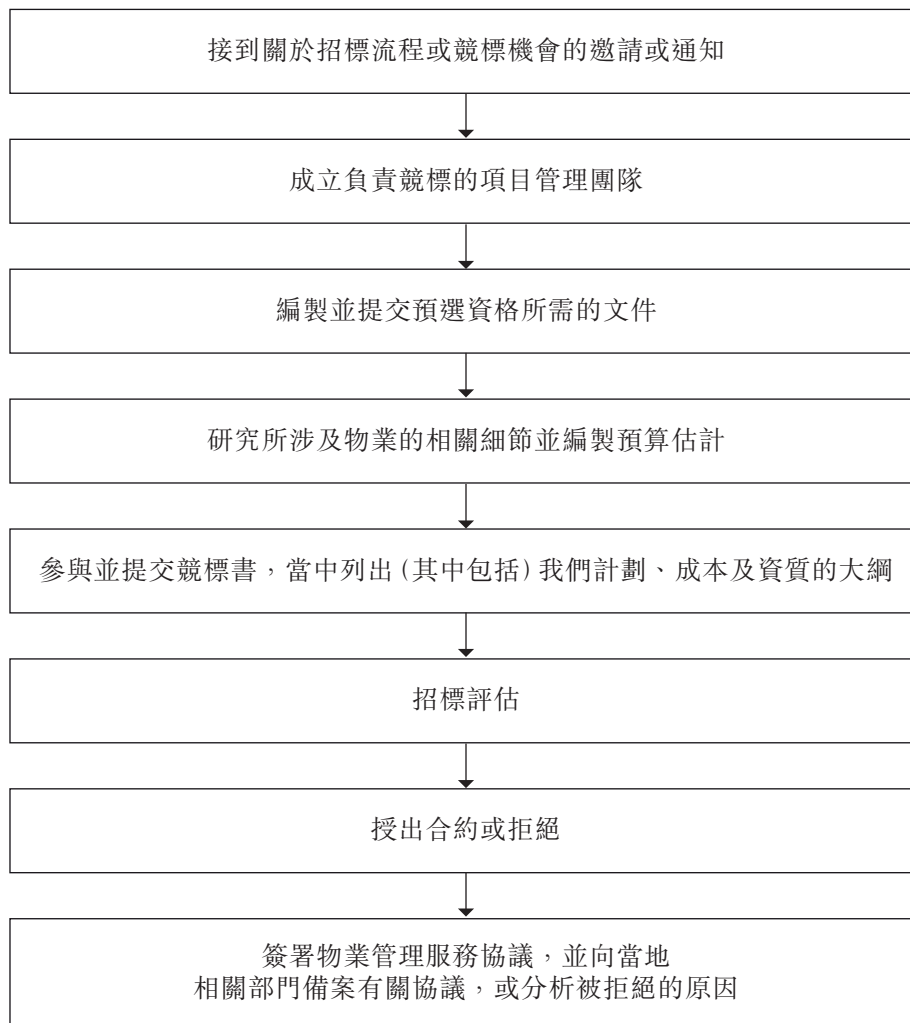 接到關於招標流程或競標機會的邀請或通知
成立負責競標的項目管理團隊
編製並提交預選資格所需的文件
研究所涉及物業的相關細節並編製預算估計
參與並提交競標書，當中列出(其中包括)我們計劃、成本及資質的大綱
招標評估
授出合約或拒絕
簽署物業管理服務協議，並向當地
相關部門備案有關協議，或分析被拒絕的原因